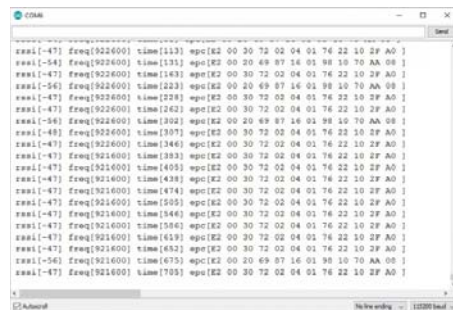 COM6
Send
rssi[-47] freq[922600] time[113] epc[E2 00 30 72 02 04 01 76 22 10 2F A0 ]
rssi[-54] freq[922600] time[131] epc[E2 00 20 69 87 16 01 98 10 70 AA 08 ]
rssi[-47] freq[922600] time[163] epc[E2 00 30 72 02 04 01 76 22 10 2F A0 ]
rssi[-56] freq[922600] time[223] epc[E2 00 20 69 87 16 01 98 10 70 AA 08 ]
rssi[-47] freq[922600] time[228] epc[E2 00 30 72 02 04 01 76 22 10 2F A0 ]
rssi[-47] freq[922600] time[262] epc[E2 00 30 72 02 04 01 76 22 10 2F A0 ]
rssi[-56] freq[922600] time[302] epc[E2 00 20 69 87 16 01 98 10 70 AA 08 ]
rssi[-48] freq[922600] time[307] epc[E2 00 30 72 02 04 01 76 22 10 2F A0 ]
rssi[-47] freq[922600] time[346] epc[E2 00 30 72 02 04 01 76 22 10 2F A0 ]
rssi[-47] freq[921600] time[383] epc[E2 00 30 72 02 04 01 76 22 10 2F A0 ]
rssi[-47] freq[921600] time[405] epc[E2 00 30 72 02 04 01 76 22 10 2F A0 ]
rssi[-47] freq[921600] time[438] epc[E2 00 30 72 02 04 01 76 22 10 2F A0 ]
rssi[-47] freq[921600] time[474] epc[E2 00 30 72 02 04 01 76 22 10 2F A0 ]
rssi[-47] freq[921600] time[505] epc[E2 00 30 72 02 04 01 76 22 10 2F A0 ]
rssi[-47] freq[921600] time[546] epc[E2 00 30 72 02 04 01 76 22 10 2F A0 ]
rssi[-47] freq[921600] time[586] epc[E2 00 30 72 02 04 01 76 22 10 2F A0 ]
rssi[-47] freq[921600] time[619] epc[E2 00 30 72 02 04 01 76 22 10 2F A0 ]
rssi[-47] freq[921600] time[652] epc[E2 00 30 72 02 04 01 76 22 10 2F A0 ]
rssi[-56] freq[921600] time[675] epc[E2 00 20 69 87 16 01 98 10 70 AA 08 ]
rssi[-47] freq[921600] time[705] epc[E2 00 30 72 02 04 01 76 22 10 2F A0 ]
Autoscroll No line ending 115200 baud